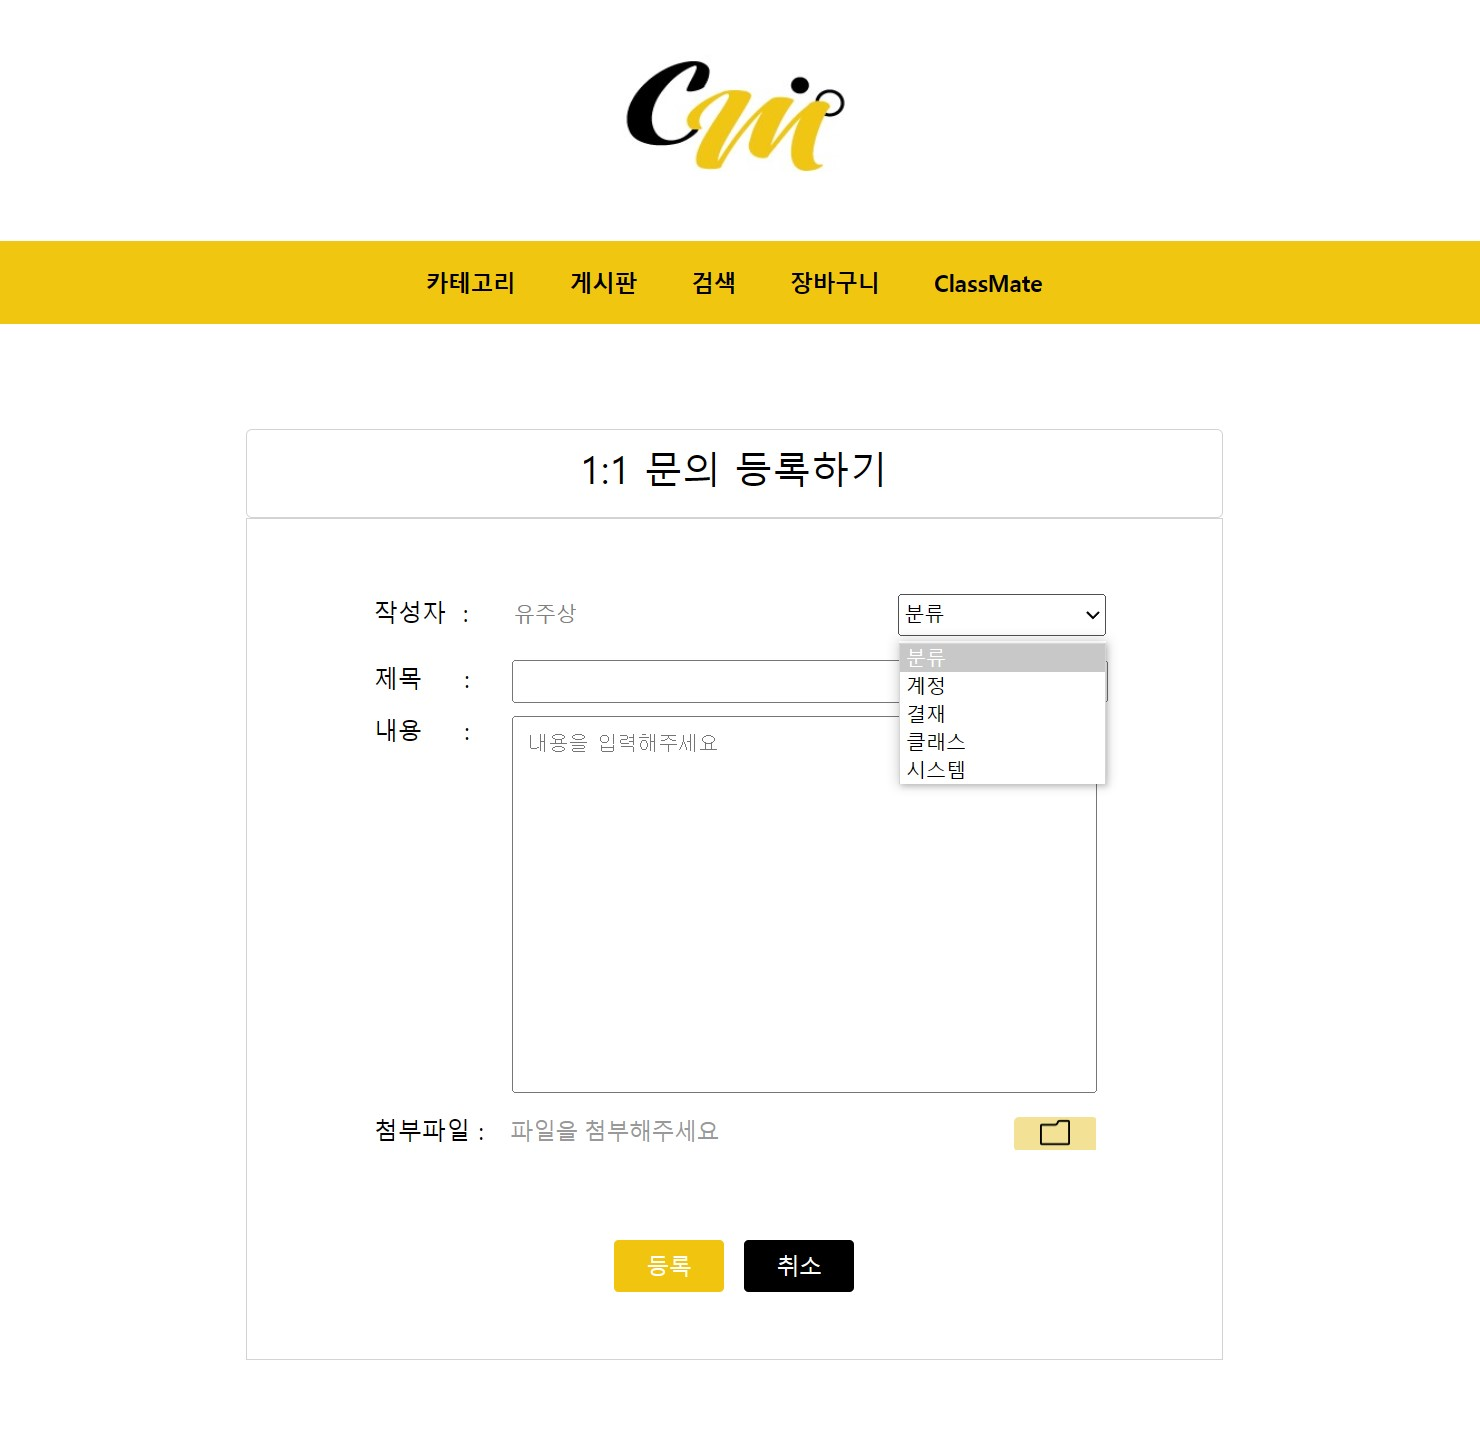 Cm
카테고리 게시판 검색 장바구니 ClassMate
1:1 문의 등록하기
작성자 : 유주상 분류
분류
제목 :
계정
결재
내용 : 내용을 입력해주세요
클래스
시스템
첨부파일 : 파일을 첨부해주세요
등록 취소